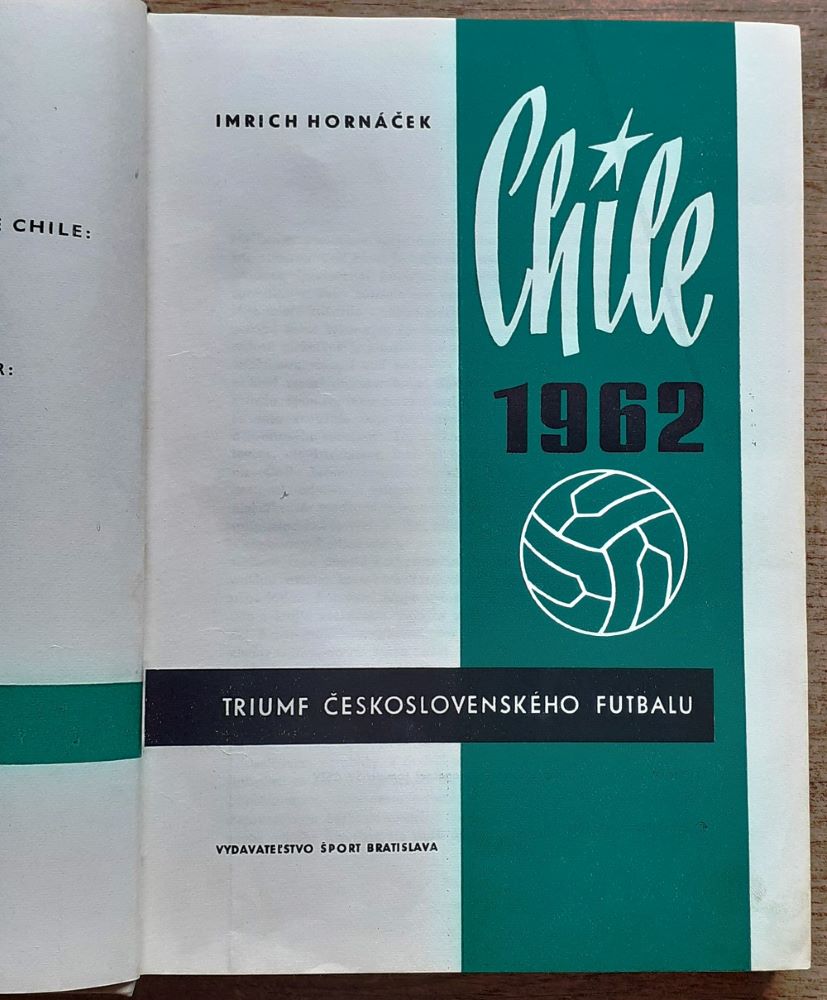 CHILE:
R:
IMRICH HORNÁČEK
Chile
1962
TRIUMF ČESKOSLOVENSKÉHO FUTBALU
VYDAVATEĽSTVO ŠPORT BRATISLAVA